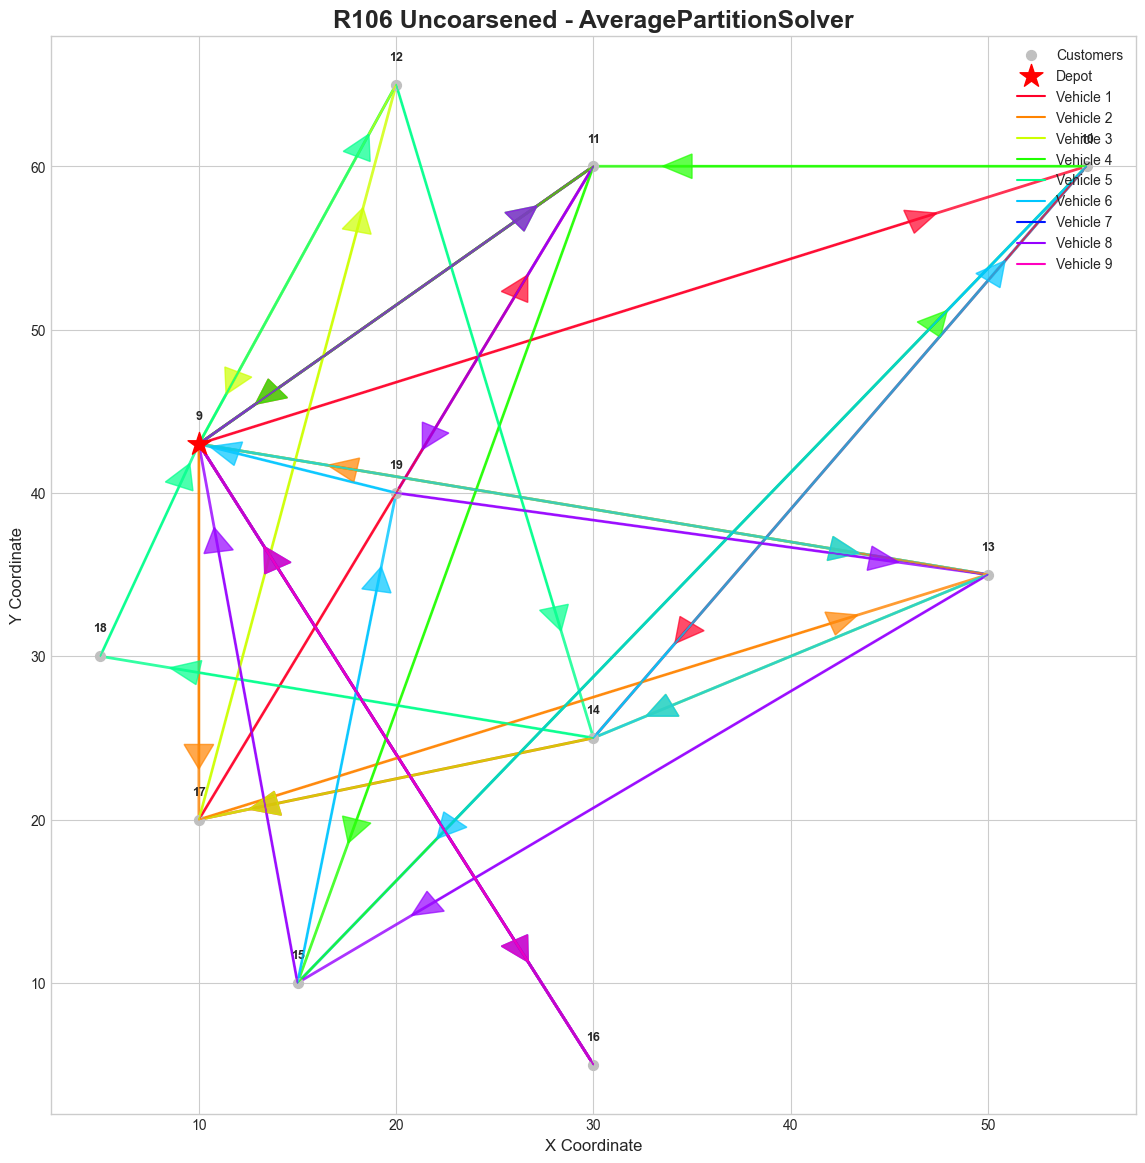 R106 Uncoarsened - AveragePartitionSolver
Customers
Depot
Vehicle 1
Vehicle 2
Vehicle 3
Vehicle 4
Vehicle 5
Vehicle 6
Vehicle 7
Vehicle 8
Vehicle 9
12
11
10
9
19
13
18
14
17
15
16
60
50
40
30
20
10
Y Coordinate
10
20
30
40
50
X Coordinate